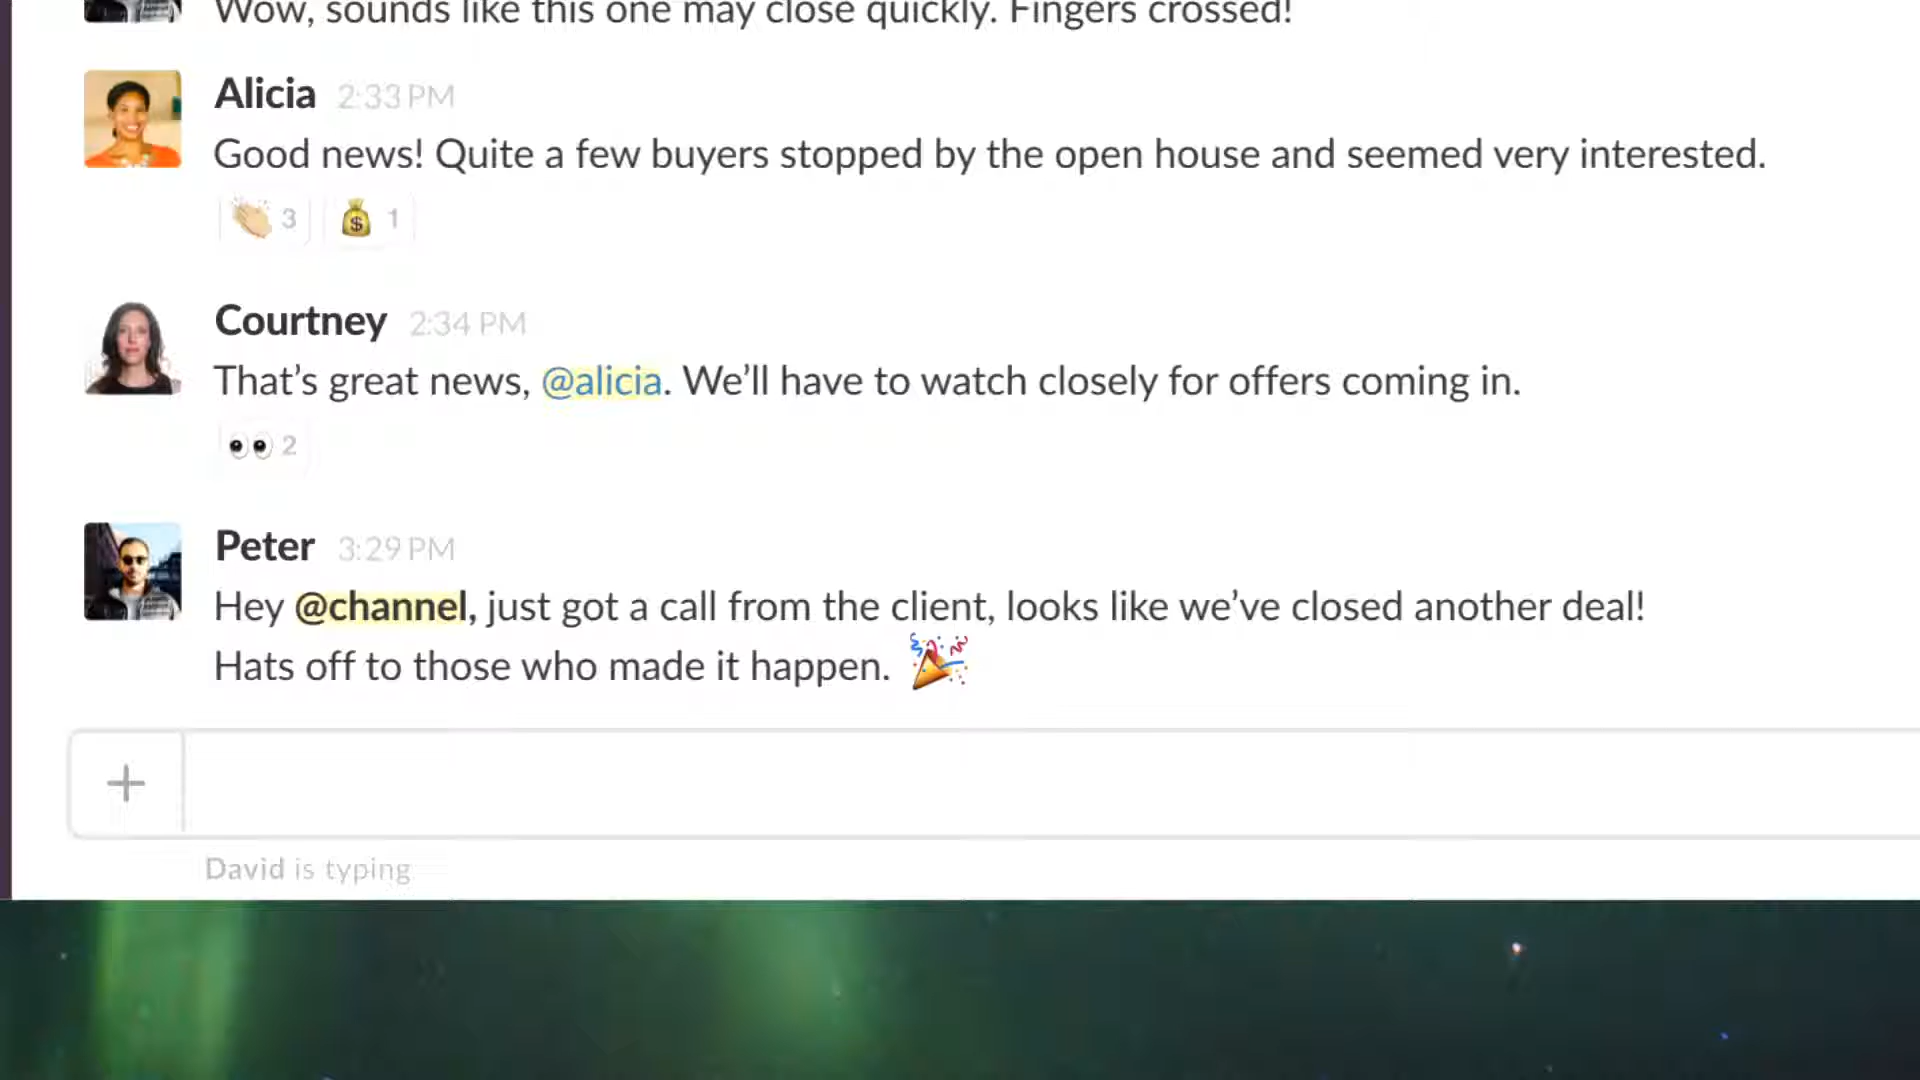 Wow, sounds like this one may close quickly. Fingers crossed!
Alicia 2:33 PM
Good news! Quite a few buyers stopped by the open house and seemed very interested.
3 1
Courtney 2:34 PM
That’s great news, @alicia. We’ll have to watch closely for offers coming in.
2
Peter 3:29 PM
Hey @channel, just got a call from the client, looks like we’ve closed another deal!
Hats off to those who made it happen.
David is typing